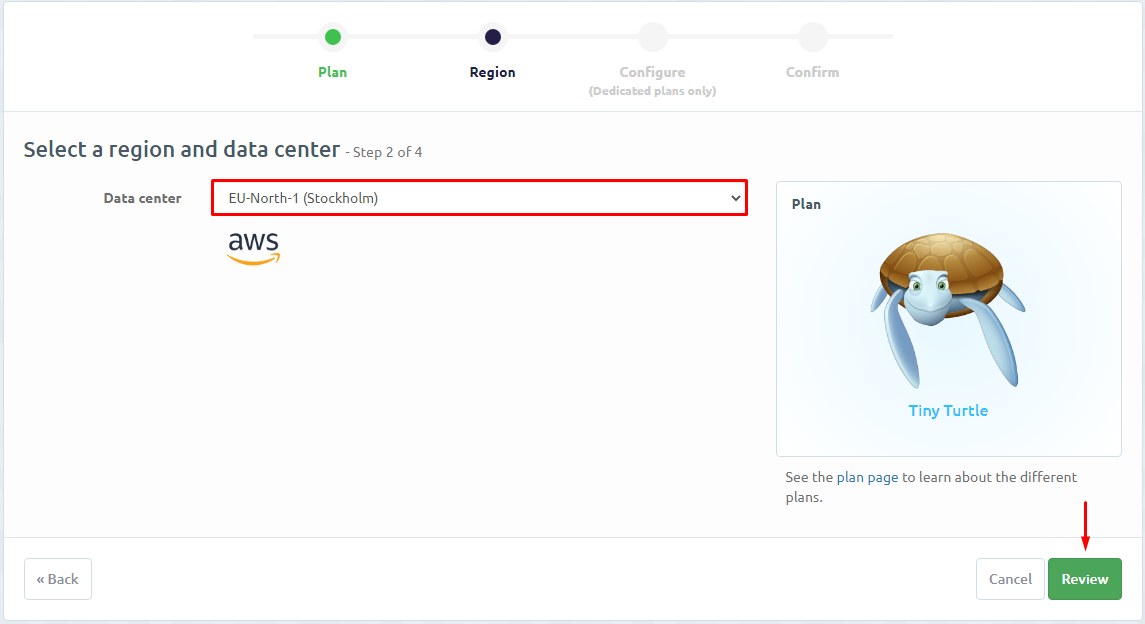 Plan
Region
Configure
(Dedicated plans only)
Confirm
Select a region and data center - Step 2 of 4
Data center
EU-North-1 (Stockholm)
aws
Plan
Tiny Turtle
See the plan page to learn about the different
plans.
« Back
Cancel
Review